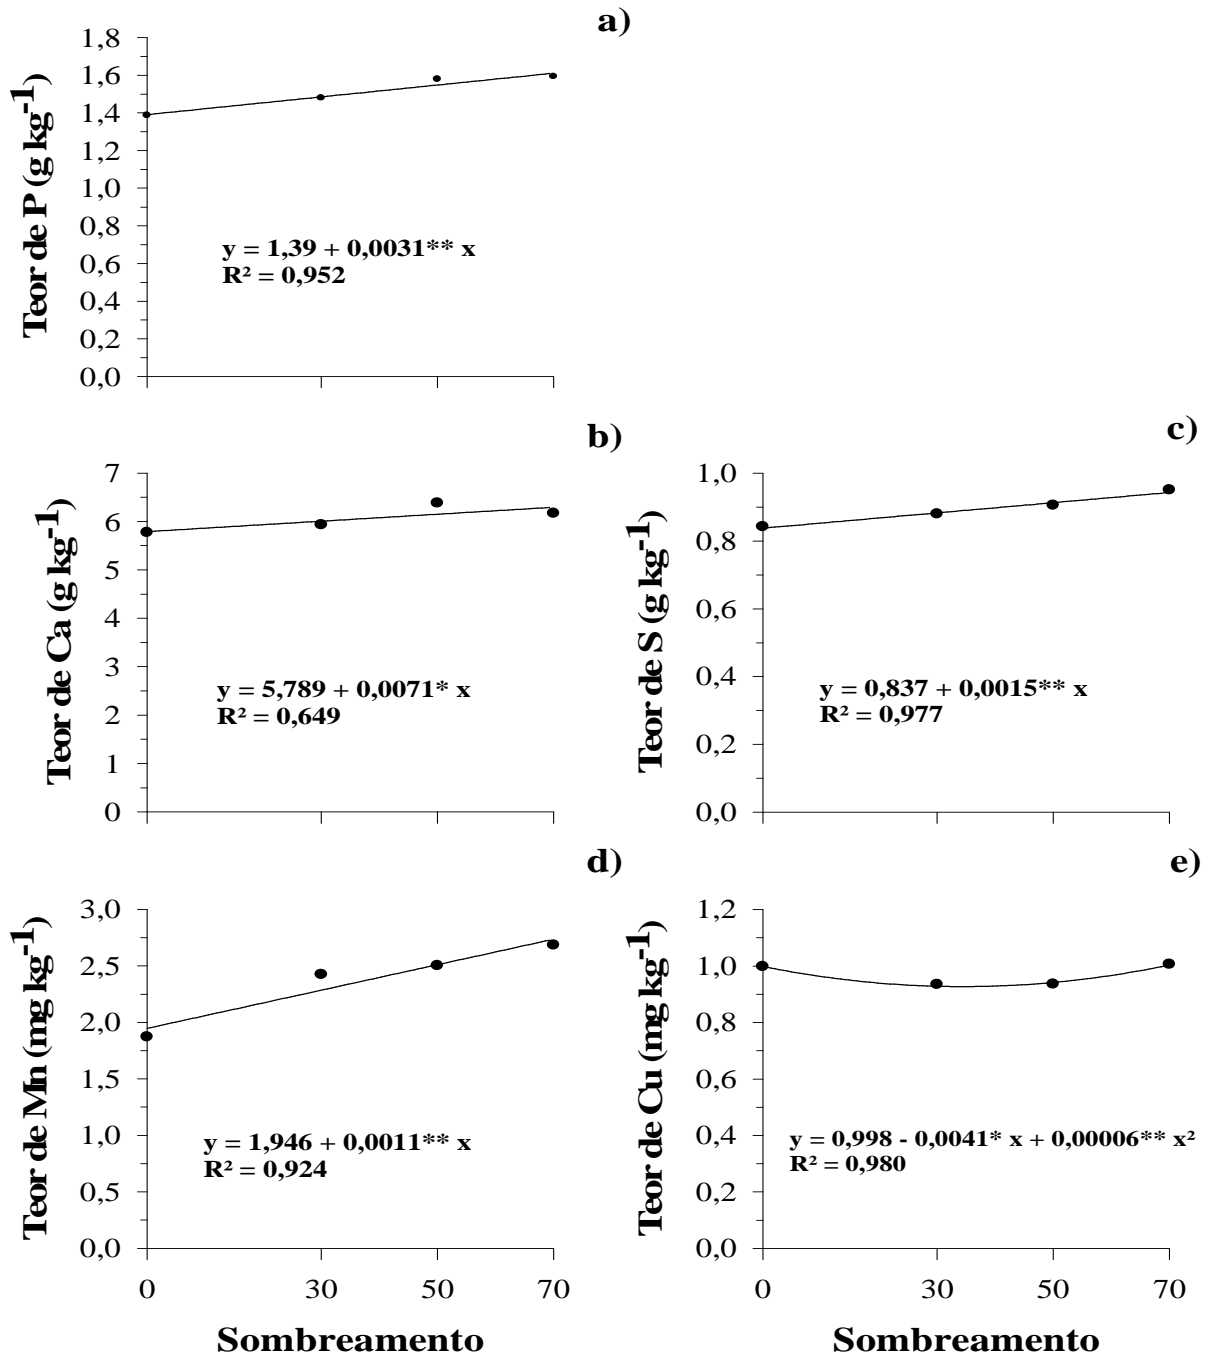 a)
Teor de P (g kg-1)
1,8
1,6
1,4
1,2
1,0
0,8
0,6
0,4
0,2
0,0
y = 1,39 + 0,0031** x
R² = 0,952
b)
Teor de Ca (g kg-1)
7
6
5
4
3
2
1
0
y = 5,789 + 0,0071* x
R² = 0,649
c)
Teor de S (g kg-1)
1,0
0,8
0,6
0,4
0,2
0,0
y = 0,837 + 0,0015** x
R² = 0,977
d)
Teor de Mn (mg kg-1)
3,0
2,5
2,0
1,5
1,0
0,5
0,0
y = 1,946 + 0,0011** x
R² = 0,924
0 30 50 70
Sombreamento
e)
Teor de Cu (mg kg-1)
1,2
1,0
0,8
0,6
0,4
0,2
0,0
y = 0,998 - 0,0041* x + 0,00006** x²
R² = 0,980
0 30 50 70
Sombreamento